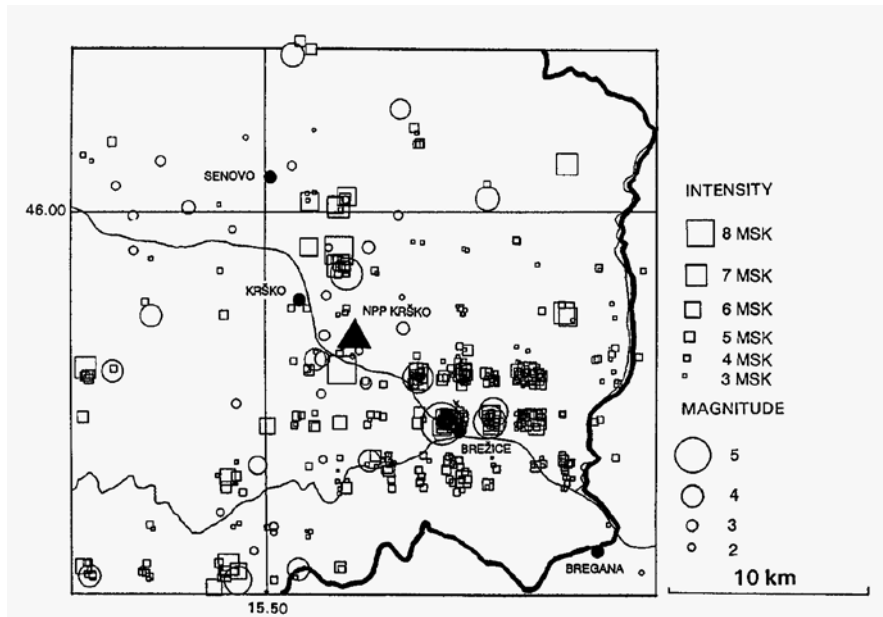 SENOVO
46.00
KRŠKO
NPP KRŠKO
BREŽICE
BREGANA
15.50
INTENSITY
8 MSK
7 MSK
6 MSK
5 MSK
4 MSK
3 MSK
MAGNITUDE
5
4
3
2
10 km